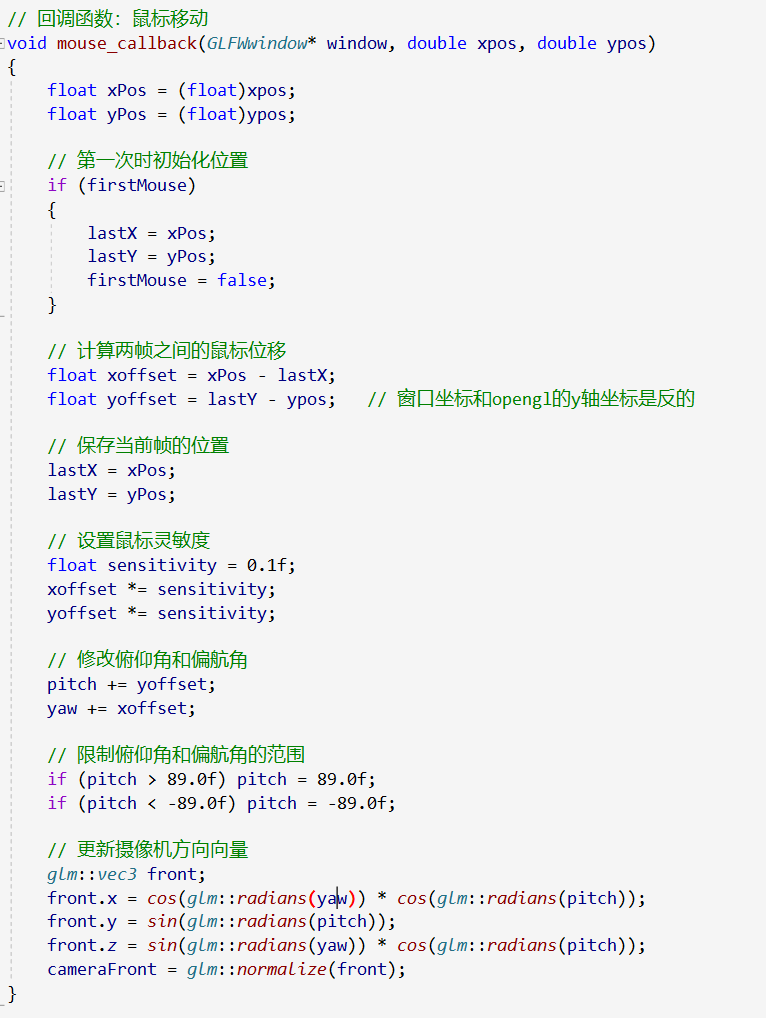 // 回调函数：鼠标移动
void mouse_callback(GLFWwindow* window, double xpos, double ypos)
{
    float xPos = (float)xpos;
    float yPos = (float)ypos;

    // 第一次时初始化位置
    if (firstMouse)
    {
        lastX = xPos;
        lastY = yPos;
        firstMouse = false;
    }

    // 计算两帧之间的鼠标位移
    float xoffset = xPos - lastX;
    float yoffset = lastY - ypos;   // 窗口坐标和opengl的y轴坐标是反的

    // 保存当前帧的位置
    lastX = xPos;
    lastY = yPos;

    // 设置鼠标灵敏度
    float sensitivity = 0.1f;
    xoffset *= sensitivity;
    yoffset *= sensitivity;

    // 修改俯仰角和偏航角
    pitch += yoffset;
    yaw += xoffset;

    // 限制俯仰角和偏航角的范围
    if (pitch > 89.0f) pitch = 89.0f;
    if (pitch < -89.0f) pitch = -89.0f;

    // 更新摄像机方向向量
    glm::vec3 front;
    front.x = cos(glm::radians(yaw)) * cos(glm::radians(pitch));
    front.y = sin(glm::radians(pitch));
    front.z = sin(glm::radians(yaw)) * cos(glm::radians(pitch));
    cameraFront = glm::normalize(front);
}